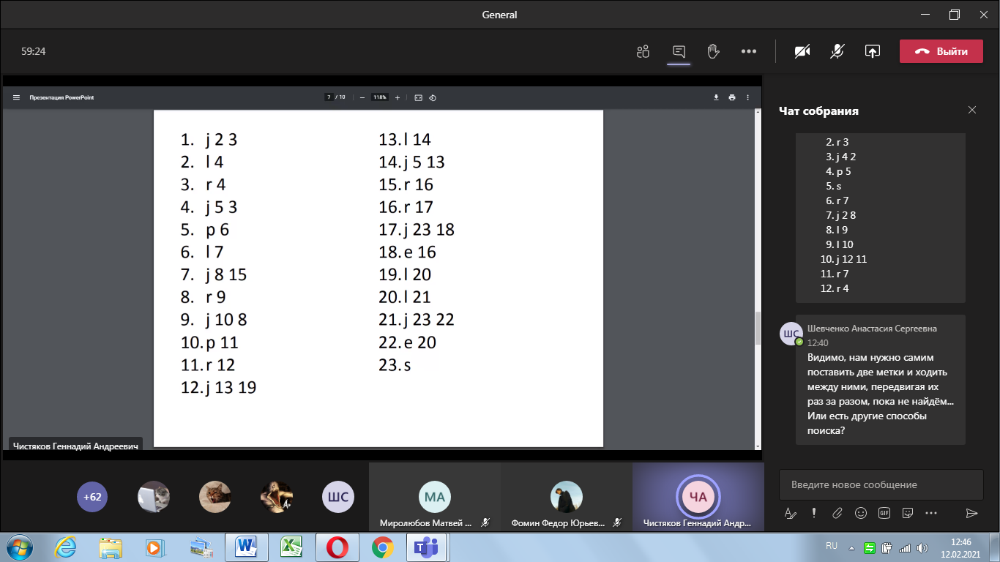 General
59:24
Выйти
Презентация PowerPoint
7 / 10
118%
1. j 2 3
2. l 4
3. r 4
4. j 5 3
5. p 6
6. l 7
7. j 8 15
8. r 9
9. j 10 8
10. p 11
11. r 12
12. j 13 19
13. l 14
14. j 5 13
15. r 16
16. r 17
17. j 23 18
18. e 16
19. l 20
20. l 21
21. j 23 22
22. e 20
23. s
Чистяков Геннадий Андреевич
Чат собрания
2. r 3
3. j 4 2
4. p 5
5. s
6. r 7
7. j 2 8
8. l 9
9. l 10
10. j 12 11
11. r 7
12. r 4
ШС
Шевченко Анастасия Сергеевна
12:40
Видимо, нам нужно самим
поставить две метки и ходить
между ними, передвигая их
раз за разом, пока не найдём...
Или есть другие способы
поиска?
Введите новое сообщение
GIF
+62
ШС
МА
Миролюбов Матвей ...
Фомин Федор Юрьев...
ЧА
Чистяков Геннадий Андр...
RU
12:46
12.02.2021